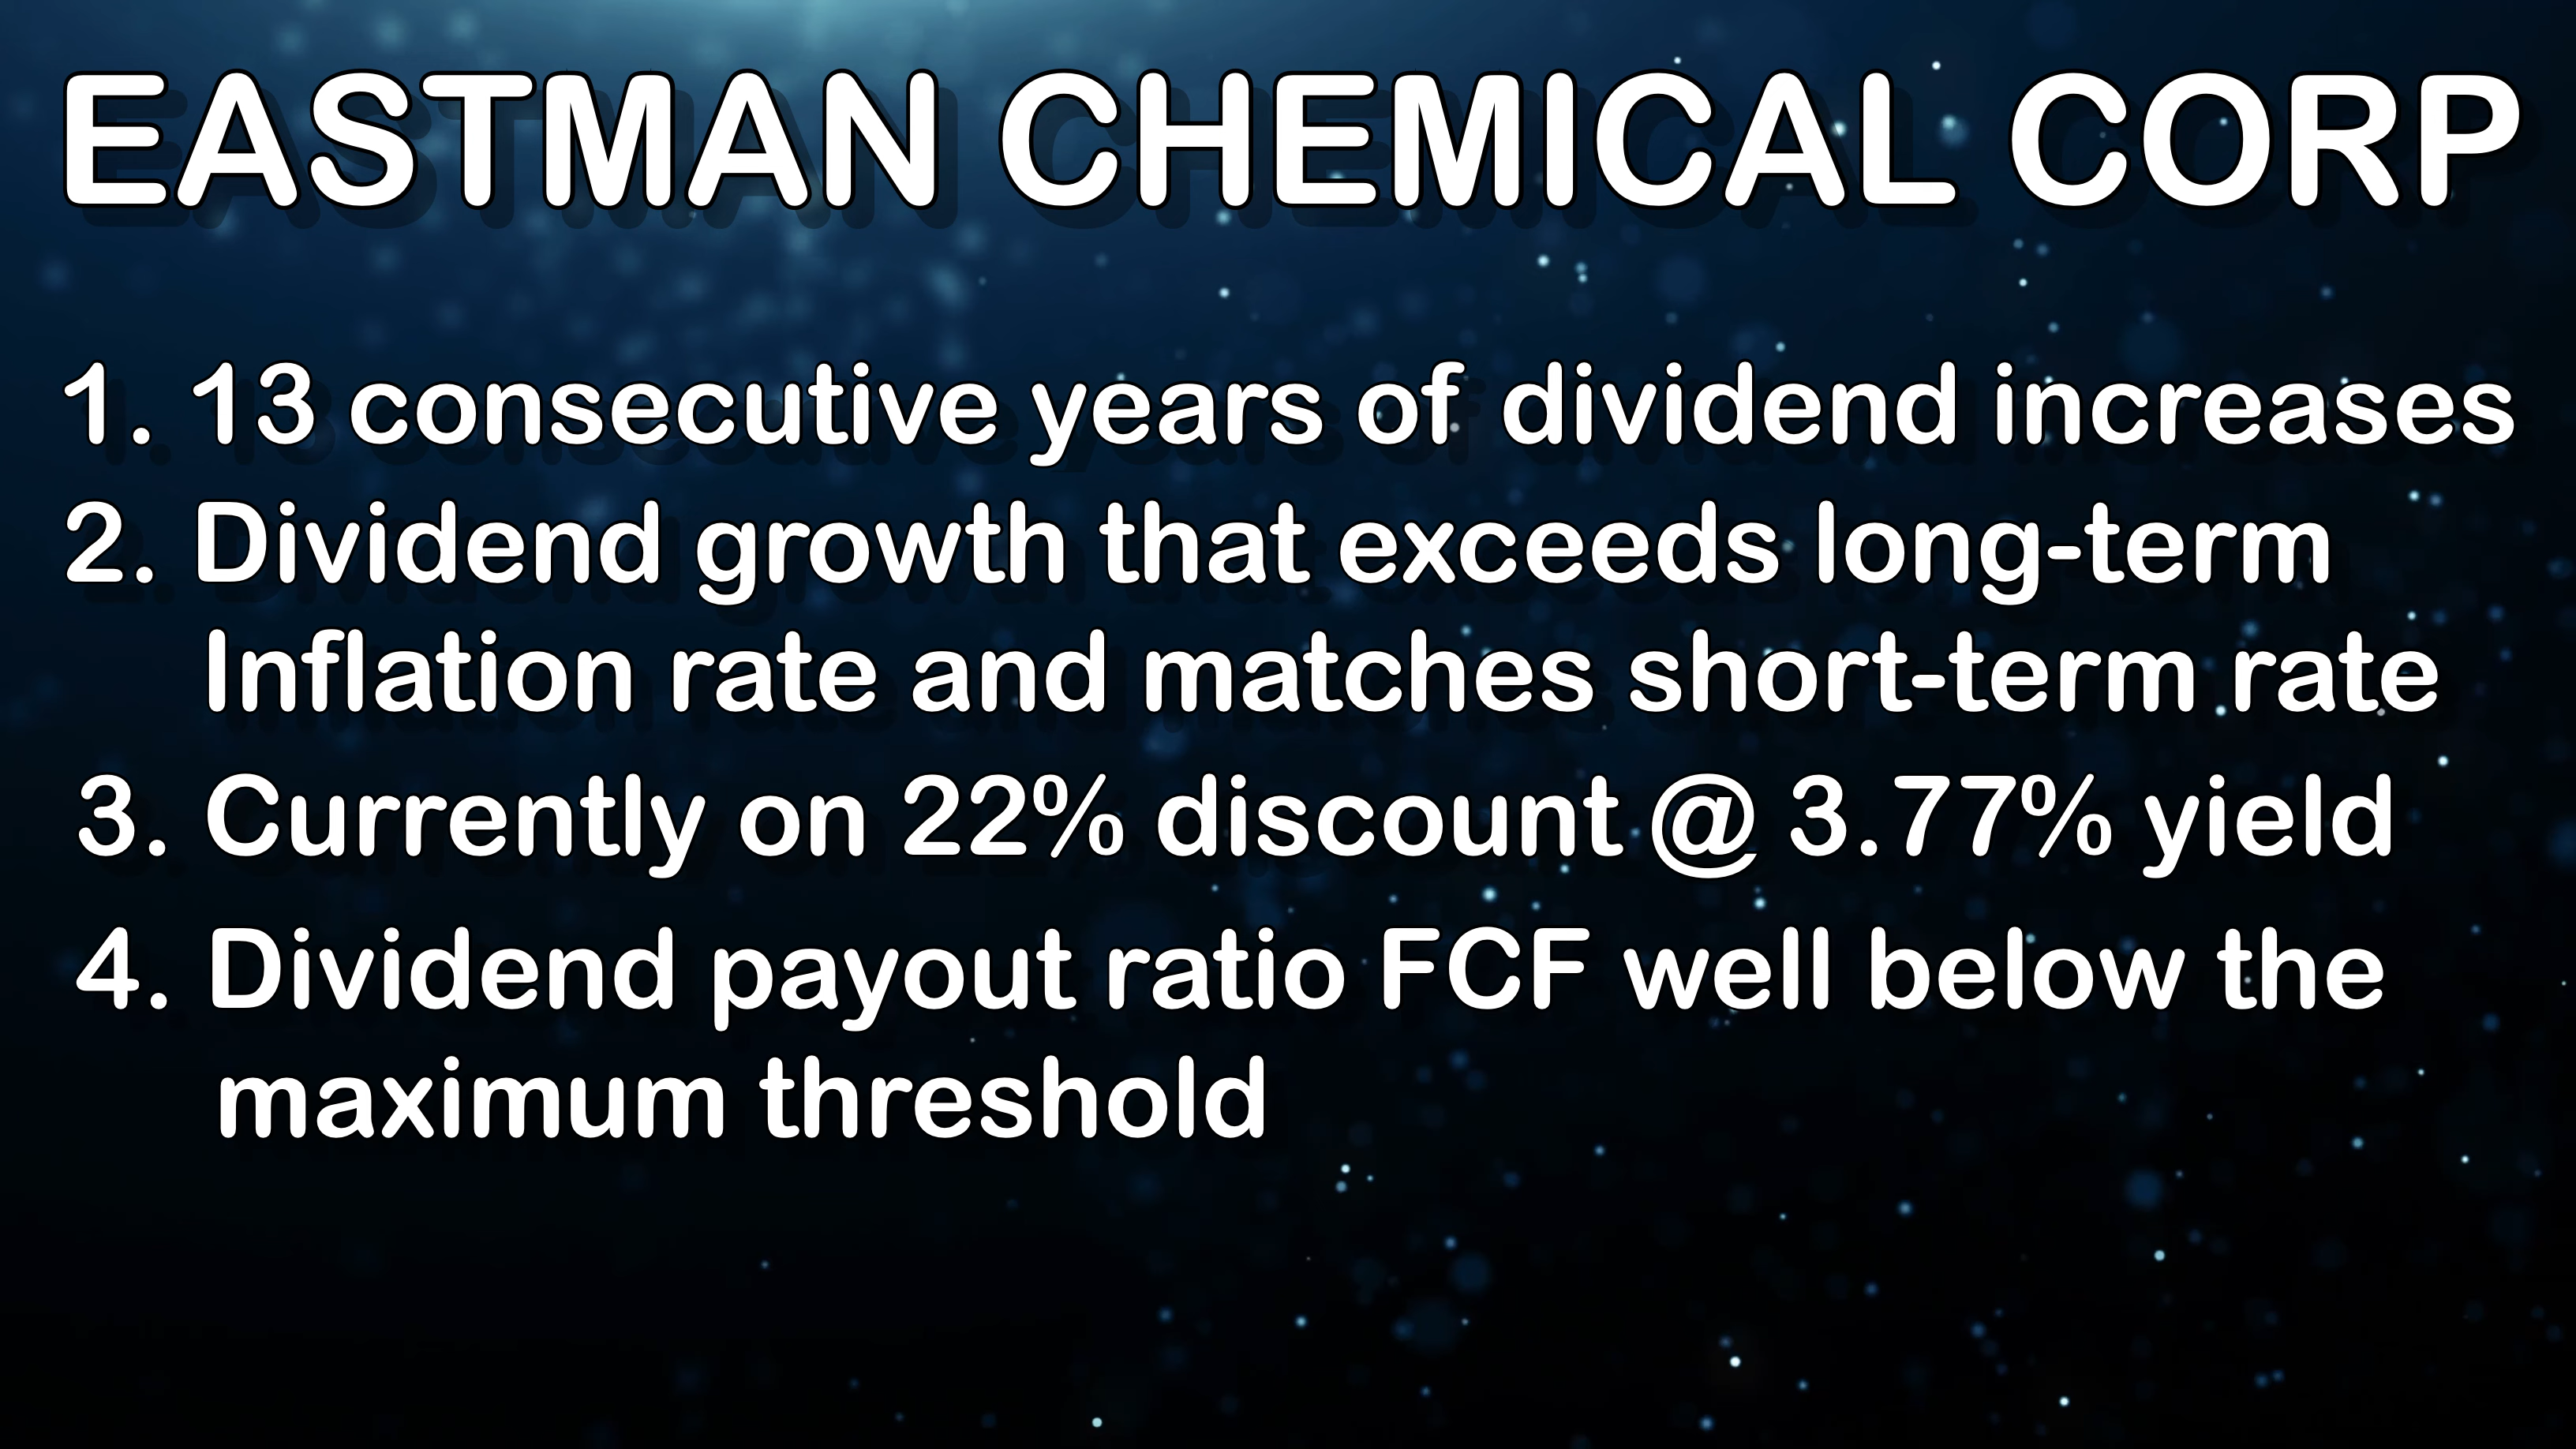 EASTMAN CHEMICAL CORP
1. 13 consecutive years of dividend increases
2. Dividend growth that exceeds long-term
Inflation rate and matches short-term rate
3. Currently on 22% discount @ 3.77% yield
4. Dividend payout ratio FCF well below the
maximum threshold